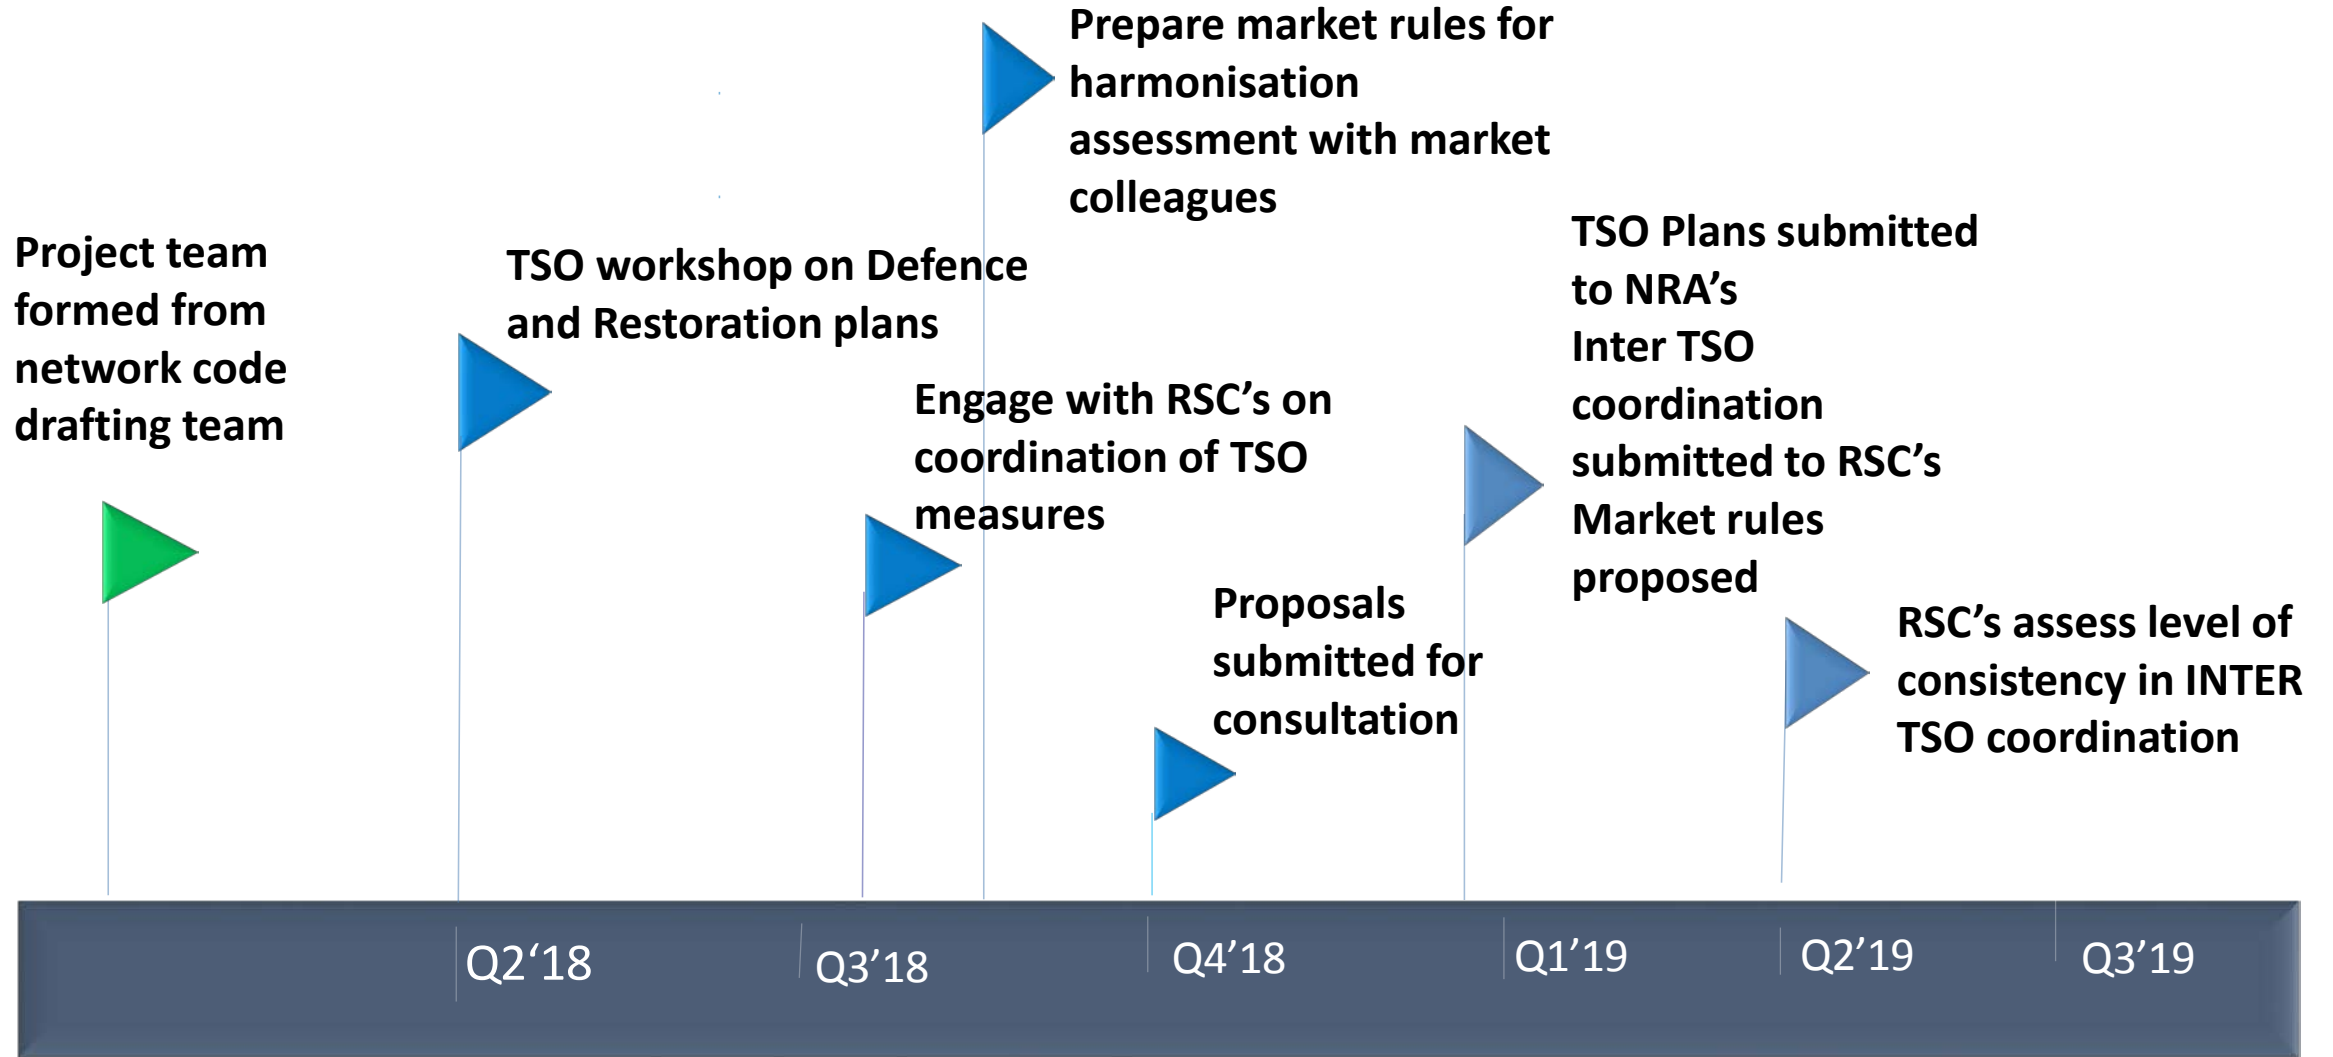 Prepare market rules for
harmonisation
assessment with market
colleagues
Project team
formed from
network code
drafting team
TSO workshop on Defence
and Restoration plans
Engage with RSC’s on
coordination of TSO
measures
Proposals
submitted for
consultation
TSO Plans submitted
to NRA’s
Inter TSO
coordination
submitted to RSC’s
Market rules
proposed
RSC’s assess level of
consistency in INTER
TSO coordination
Q2‘18
Q3’18
Q4’18
Q1’19
Q2’19
Q3’19